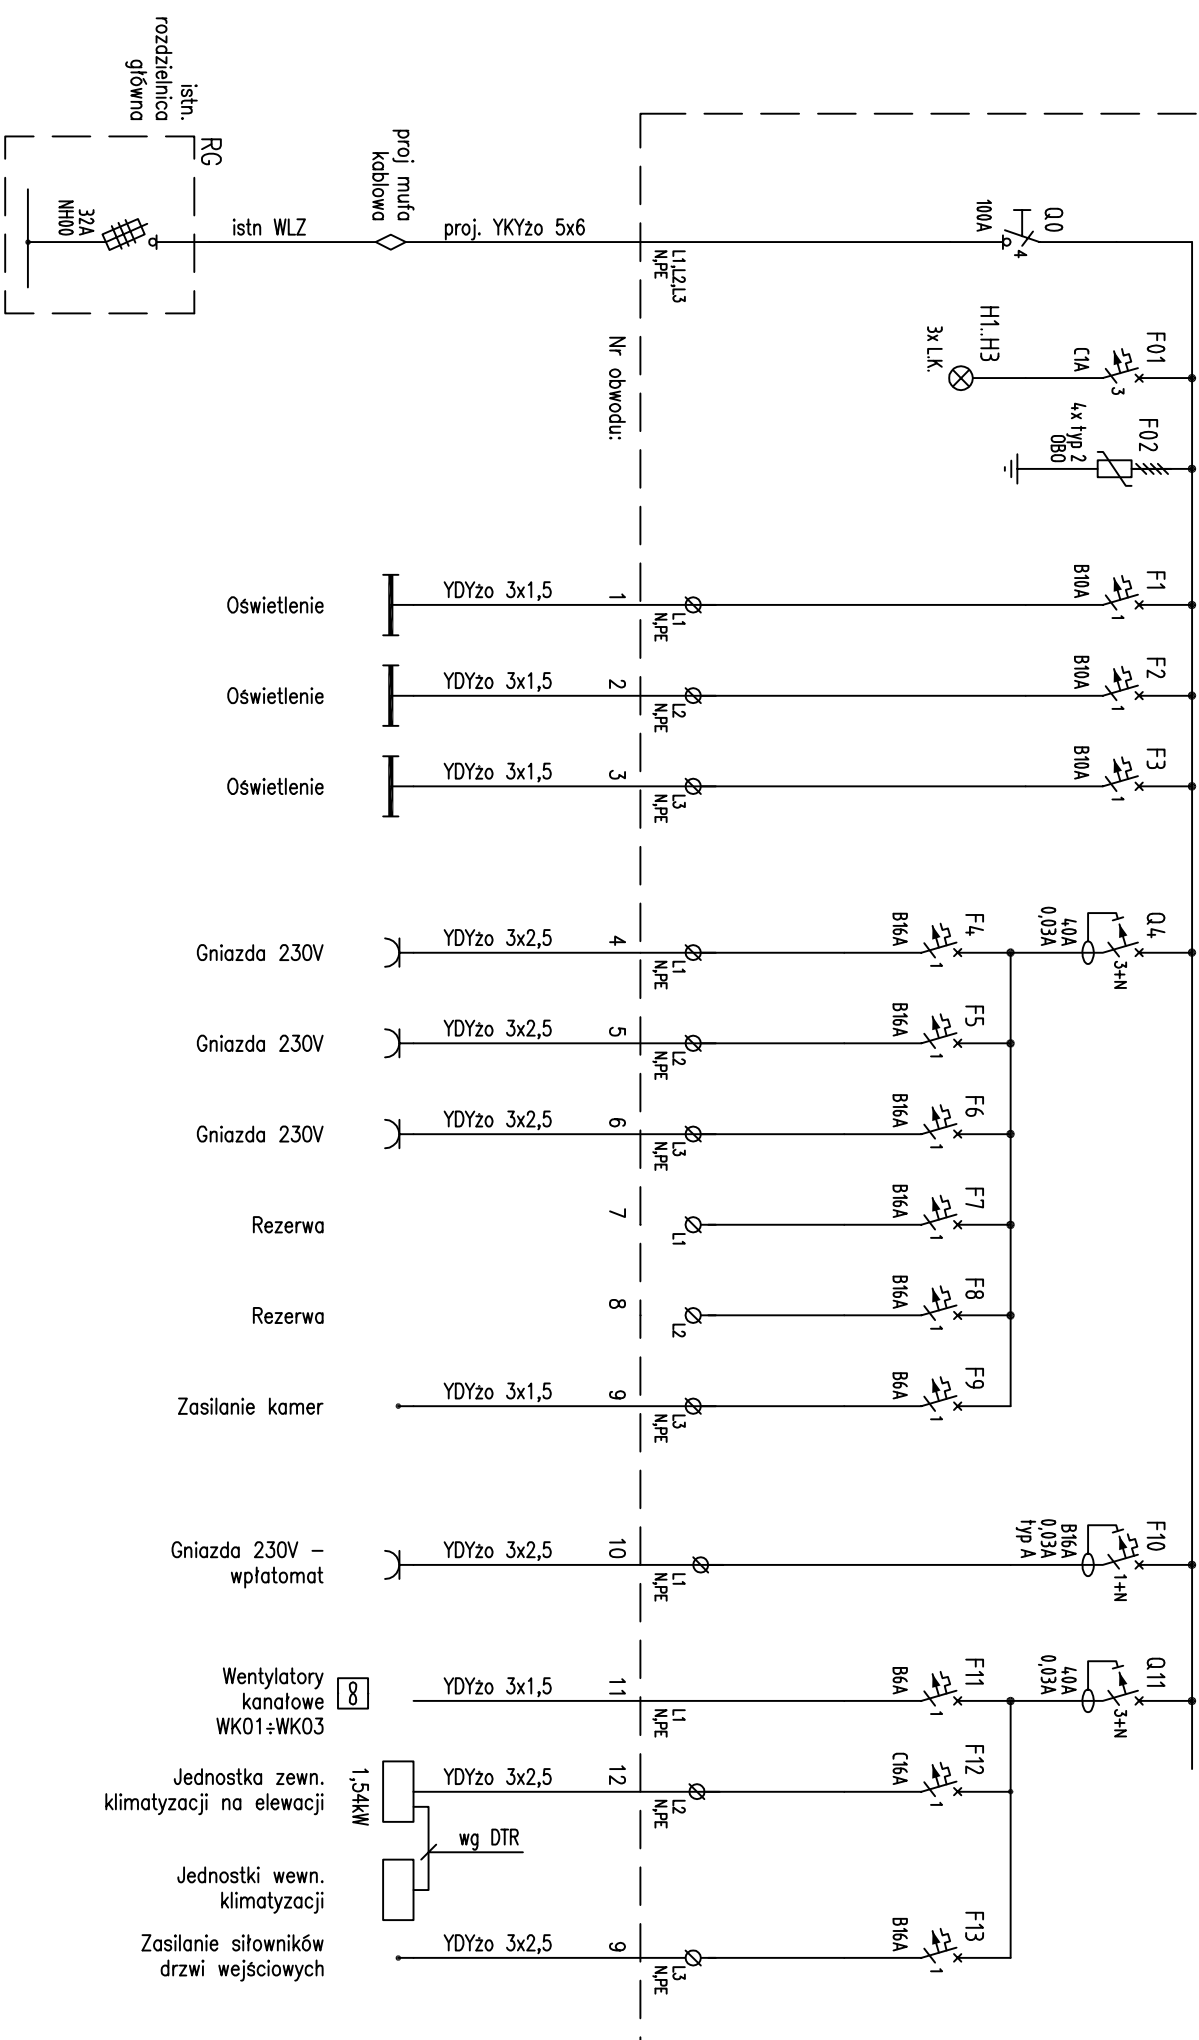 istn.
rozdzielnica
główna
RG
32A
NH00
istn WLZ
proj mufa
kablowa
proj. YKYżo 5x6
L1,L2,L3
N,PE
Q0
100A
4
F01
C1A
3
H1..H3
3x L.K.
F02
4x typ 2
OBO
Nr obwodu:
F1
B10A
1
L1
N,PE
1
YDYżo 3x1,5
Oświetlenie
F2
B10A
1
L2
N,PE
2
YDYżo 3x1,5
Oświetlenie
F3
B10A
1
L3
N,PE
3
YDYżo 3x1,5
Oświetlenie
Q4
40A
0,03A
3+N
F4
B16A
1
L1
N,PE
4
YDYżo 3x2,5
Gniazda 230V
F5
B16A
1
L2
N,PE
5
YDYżo 3x2,5
Gniazda 230V
F6
B16A
1
L3
N,PE
6
YDYżo 3x2,5
Gniazda 230V
F7
B16A
1
L1
7
Rezerwa
F8
B16A
1
L2
8
Rezerwa
F9
B6A
1
L3
N,PE
9
YDYżo 3x1,5
Zasilanie kamer
F10
B16A
0,03A
typ A
1+N
L1
N,PE
10
YDYżo 3x2,5
Gniazda 230V –
wpłatomat
Q11
40A
0,03A
3+N
F11
B6A
1
L1
N,PE
11
YDYżo 3x1,5
8
Wentylatory
kanałowe
WK01÷WK03
F12
C16A
1
L2
N,PE
12
YDYżo 3x2,5
1,54kW
Jednostka zewn.
klimatyzacji na elewacji
wg DTR
Jednostki wewn.
klimatyzacji
F13
B16A
1
L3
N,PE
9
YDYżo 3x2,5
Zasilanie siłowników
drzwi wejściowych